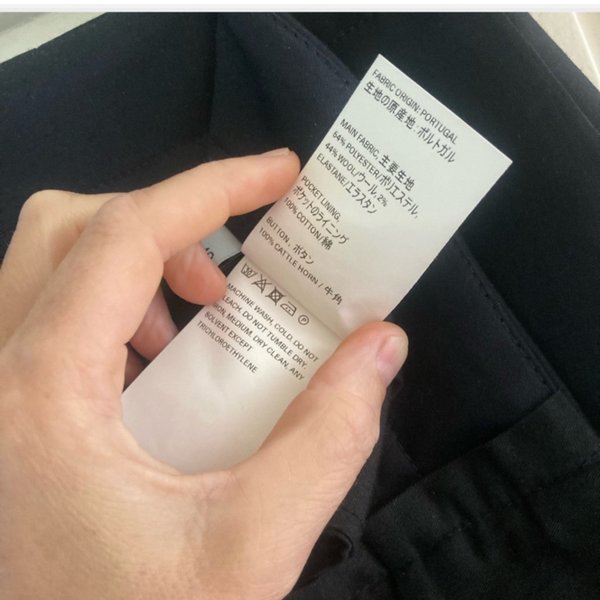 FABRIC ORIGIN: PORTUGAL
生地の原産地：ポルトガル
MAIN FABRIC, 主要生地
64% POLYESTER/ポリエステル,
44% WOOL/ウール, 2%
ELASTANE/エラスタン
POCKET LINING,
ポケットのライニング
100% COTTON/綿
BUTTON, ボタン
100% CATTLE HORN / 牛角
MACHINE WASH, COLD. DO NOT
BLEACH. DO NOT TUMBLE DRY.
IRON, MEDIUM. DRY CLEAN, ANY
SOLVENT EXCEPT
TRICHLOROETHYLENE